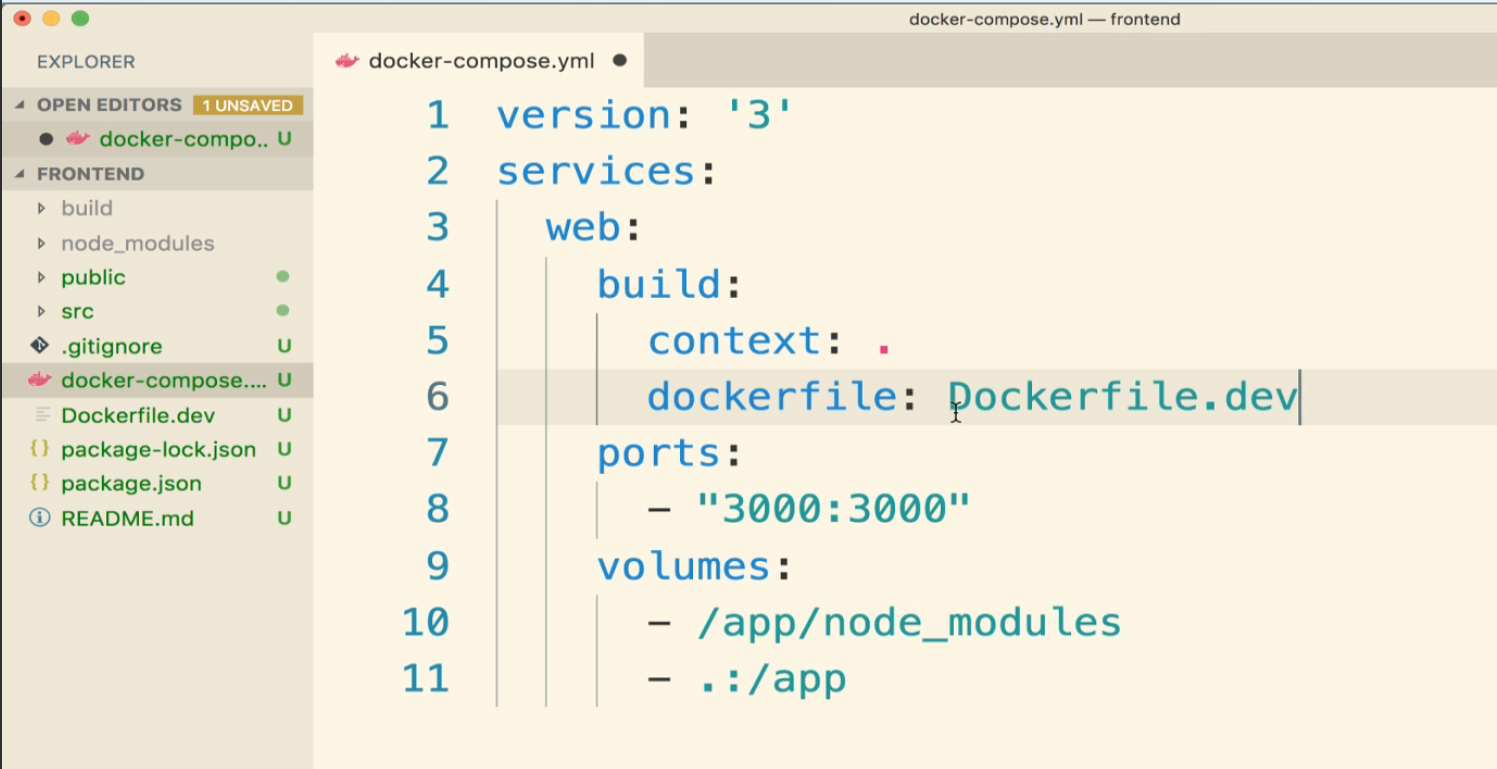 docker-compose.yml — frontend
EXPLORER
OPEN EDITORS 1 UNSAVED
docker-compo.. U
FRONTEND
build
node_modules
public
src
.gitignore U
docker-compose.... U
Dockerfile.dev U
{} package-lock.json U
{} package.json U
README.md U
docker-compose.yml
1 version: '3'
2 services:
3 web:
4 build:
5 context: .
6 dockerfile: Dockerfile.dev
7 ports:
8 - "3000:3000"
9 volumes:
10 - /app/node_modules
11 - .:/app